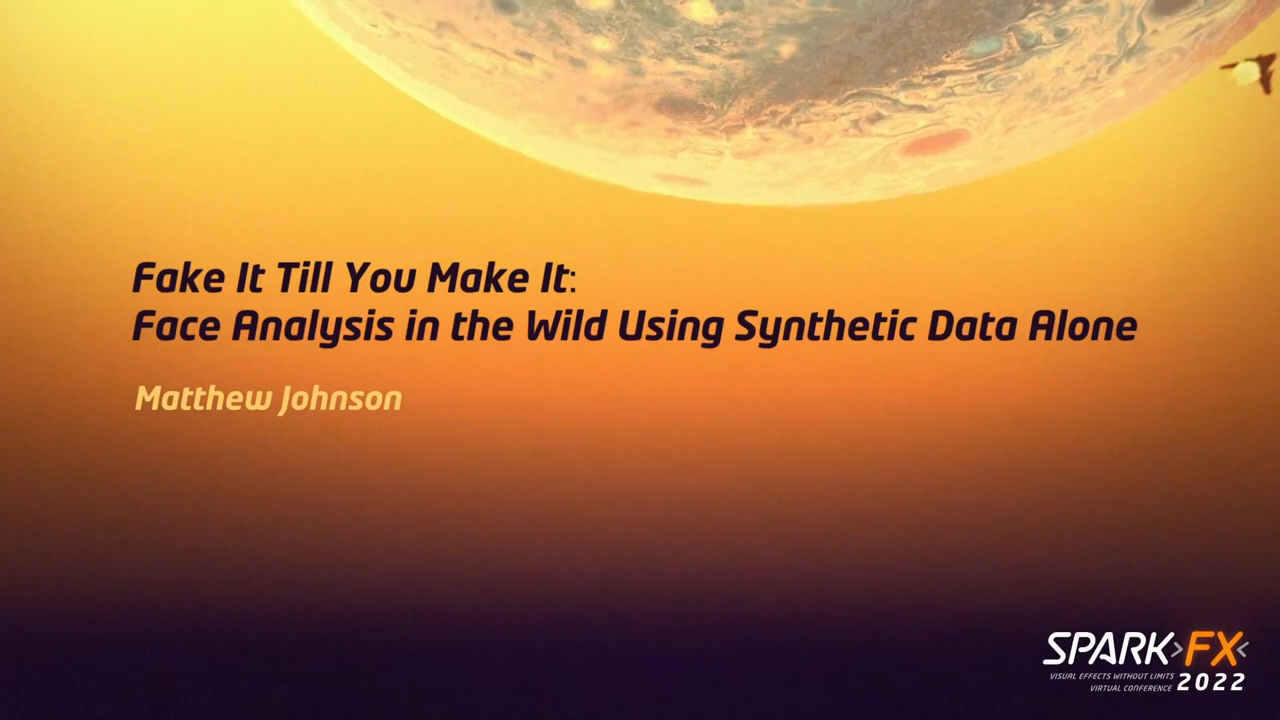 Fake It Till You Make It:
Face Analysis in the Wild Using Synthetic Data Alone
Matthew Johnson
SPARK>FX<
VISUAL EFFECTS WITHOUT LIMITS
VIRTUAL CONFERENCE 2022